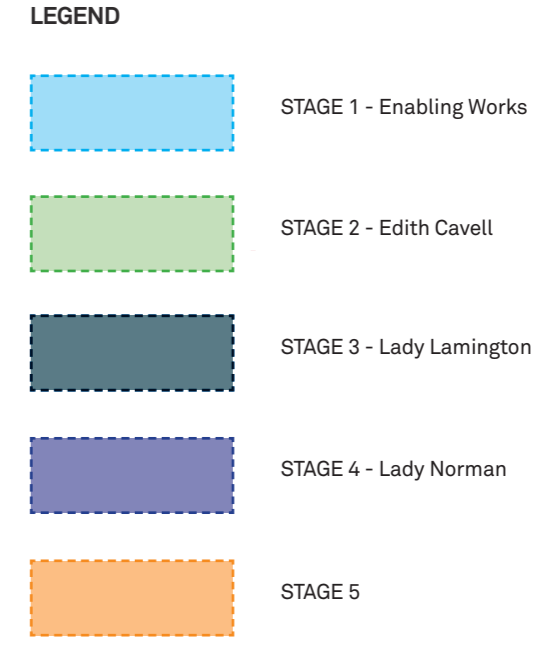 LEGEND
STAGE 1 - Enabling Works
STAGE 2 - Edith Cavell
STAGE 3 - Lady Lamington
STAGE 4 - Lady Norman
STAGE 5